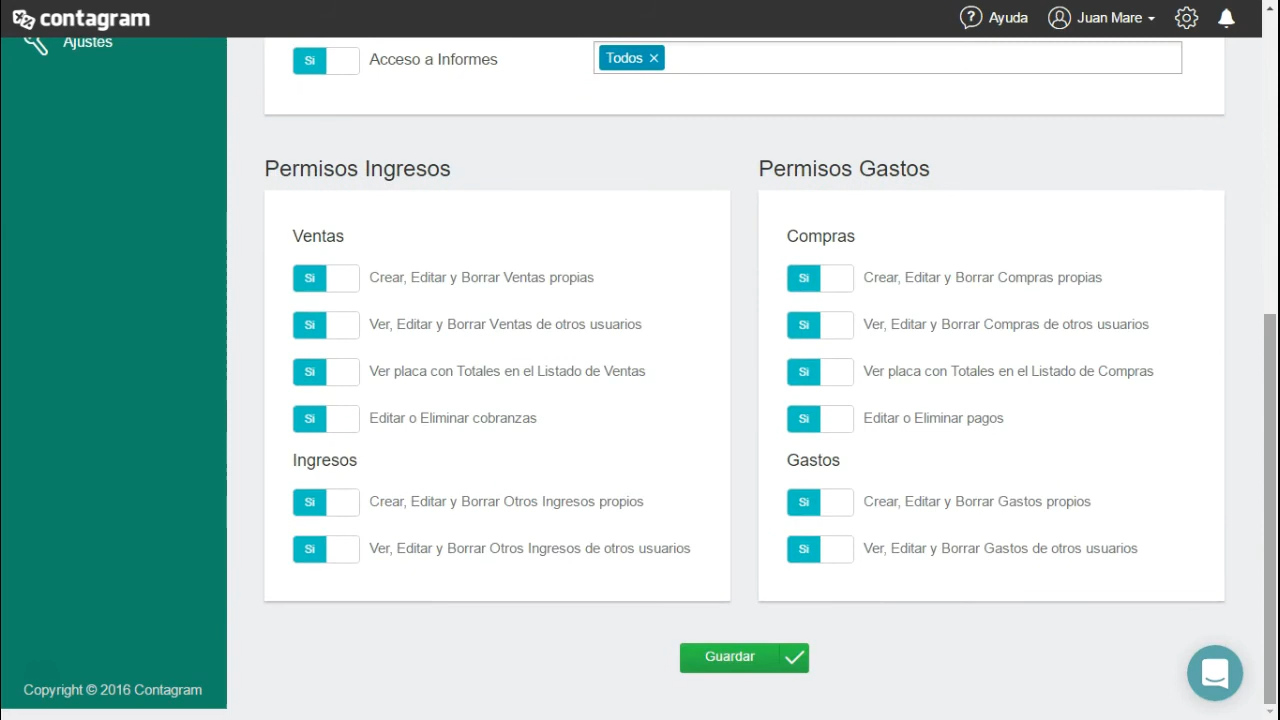 contagram
Ayuda
Juan Mare
Ajustes
Si Acceso a Informes Todos ×
Permisos Ingresos
Ventas
Si Crear, Editar y Borrar Ventas propias
Si Ver, Editar y Borrar Ventas de otros usuarios
Si Ver placa con Totales en el Listado de Ventas
Si Editar o Eliminar cobranzas
Ingresos
Si Crear, Editar y Borrar Otros Ingresos propios
Si Ver, Editar y Borrar Otros Ingresos de otros usuarios
Permisos Gastos
Compras
Si Crear, Editar y Borrar Compras propias
Si Ver, Editar y Borrar Compras de otros usuarios
Si Ver placa con Totales en el Listado de Compras
Si Editar o Eliminar pagos
Gastos
Si Crear, Editar y Borrar Gastos propios
Si Ver, Editar y Borrar Gastos de otros usuarios
Guardar
Copyright © 2016 Contagram